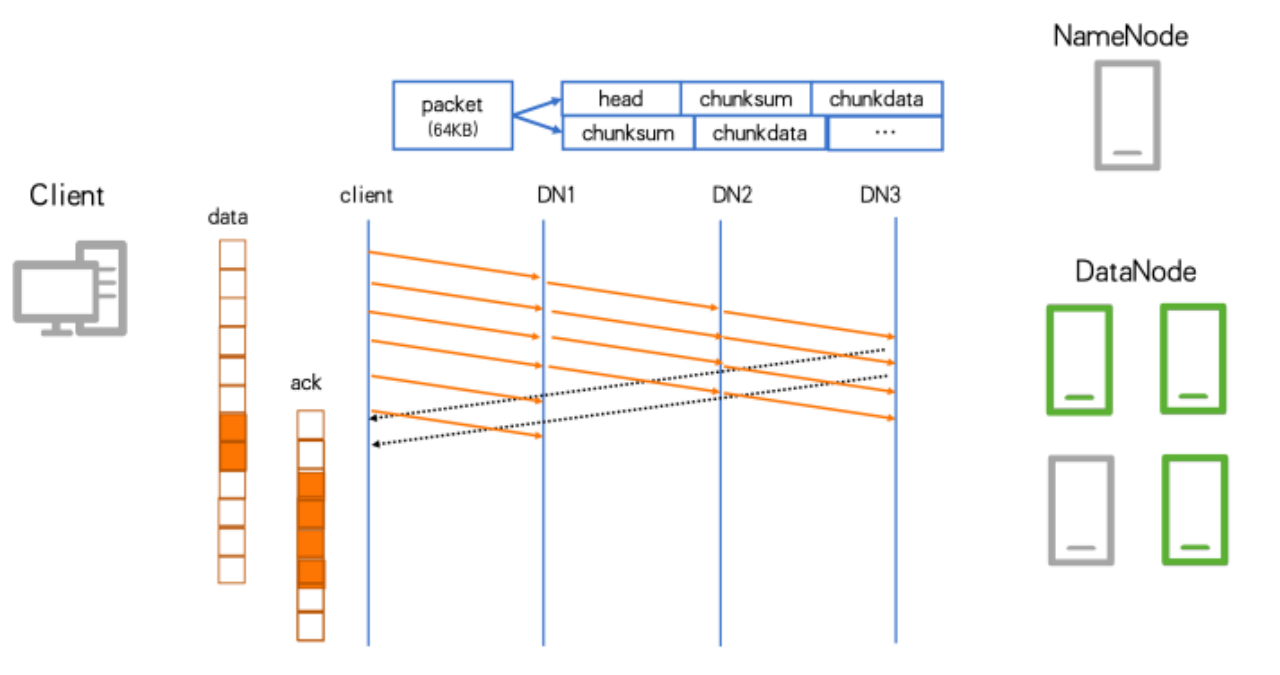 NameNode
packet
(64KB)
head
chunksum
chunkdata
chunksum
chunkdata
...
Client
client
DN1
DN2
DN3
data
DataNode
ack